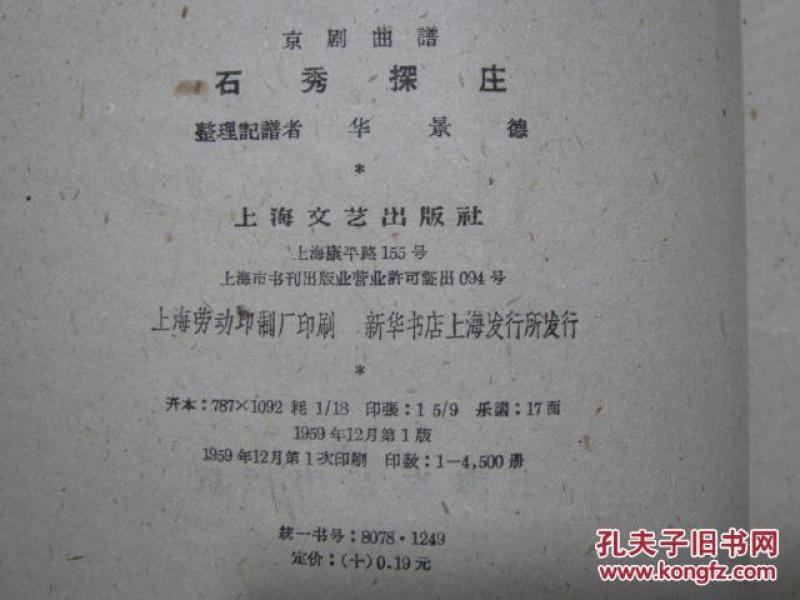 京剧曲譜
石秀探庄
整理記譜者 华景德
*
上海文艺出版社
上海康平路155号
上海市书刊出版业营业許可証出094号
上海劳动印制厂印刷 新华书店上海发行所发行
*
开本：787×1092 耗 1/18 印張：1 5/9 乐譜：17面
1959年12月第1版
1959年12月第1次印刷 印数：1—4,500册
統一书号：8078·1249
定价：(十)0.19元
孔夫子旧书网
www.kongfz.com